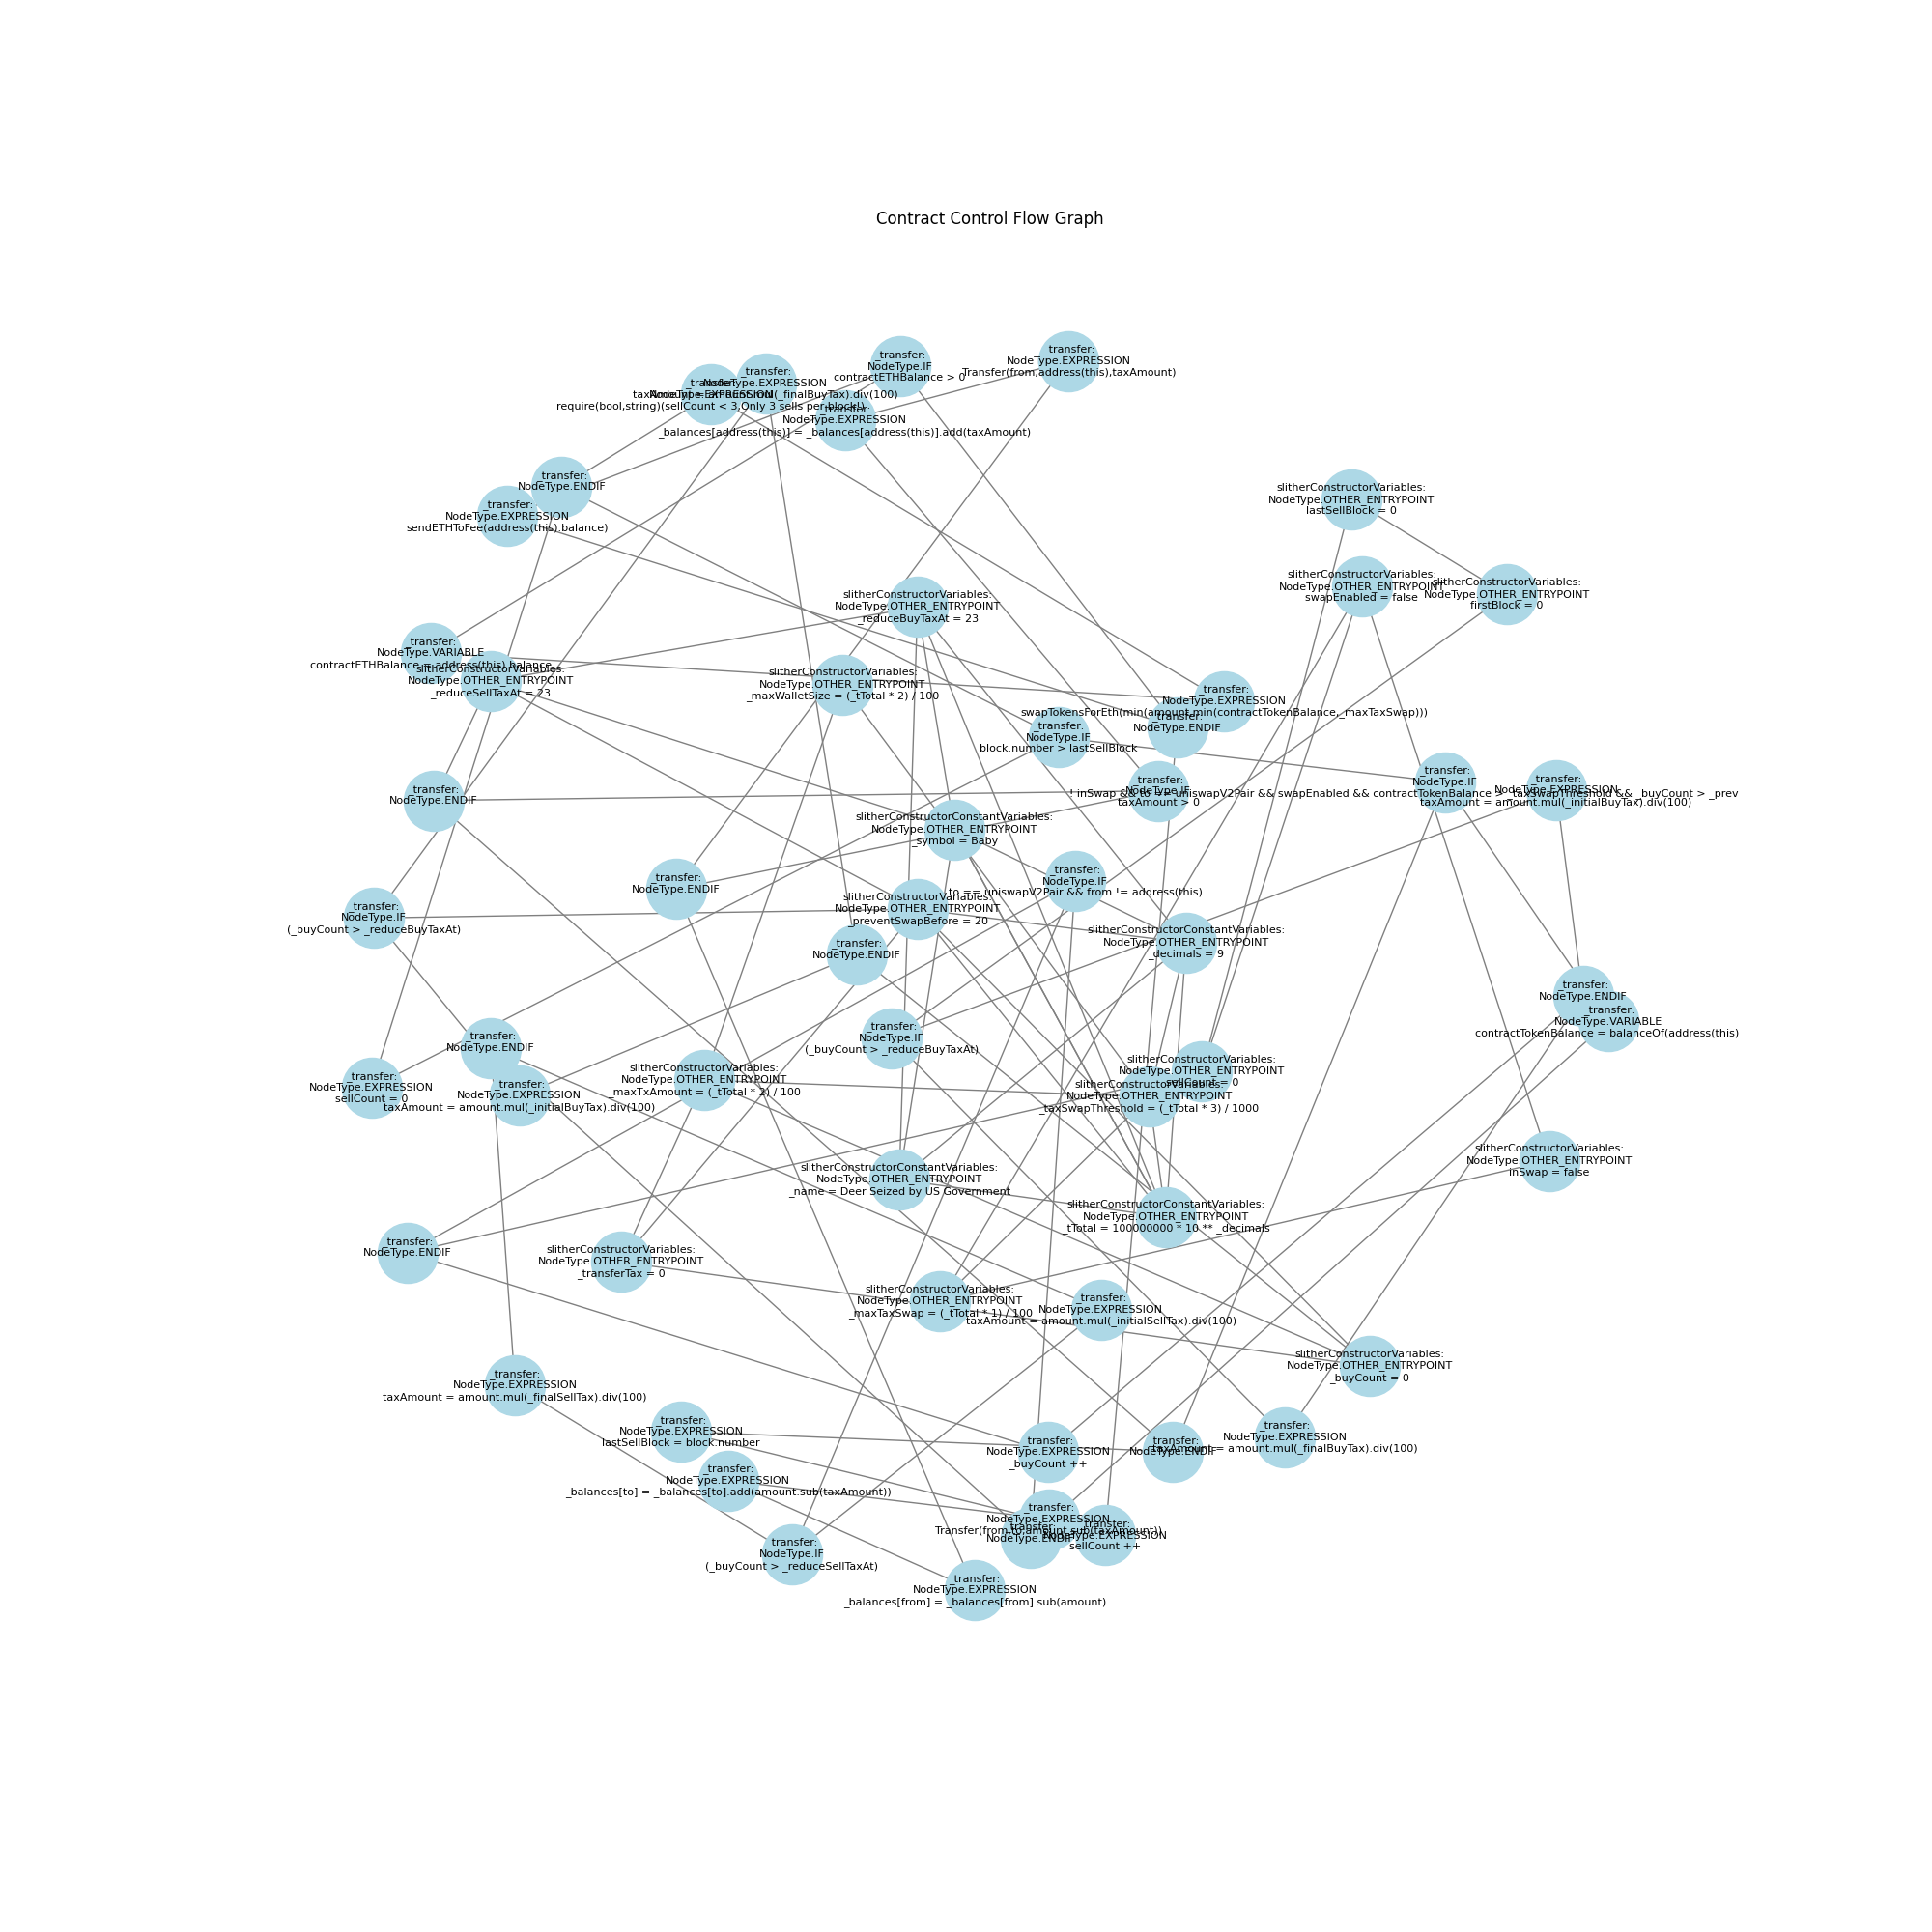 Contract Control Flow Graph
_transfer:
NodeType.IF
contractETHBalance > 0
_transfer:
NodeType.EXPRESSION
Transfer(from,address(this),taxAmount)
_transfer:
NodeType.EXPRESSION
taxAmount = amount.mul(_finalBuyTax).div(100)
_transfer:
NodeType.EXPRESSION
require(bool,string)(sellCount < 3,Only 3 sells per block!)
_transfer:
NodeType.EXPRESSION
_balances[address(this)] = _balances[address(this)].add(taxAmount)
_transfer:
NodeType.ENDIF
_transfer:
NodeType.EXPRESSION
sendETHToFee(address(this).balance)
slitherConstructorVariables:
NodeType.OTHER_ENTRYPOINT
lastSellBlock = 0
slitherConstructorVariables:
NodeType.OTHER_ENTRYPOINT
swapEnabled = false
slitherConstructorVariables:
NodeType.OTHER_ENTRYPOINT
firstBlock = 0
slitherConstructorVariables:
NodeType.OTHER_ENTRYPOINT
_reduceBuyTaxAt = 23
_transfer:
NodeType.VARIABLE
contractETHBalance = address(this).balance
slitherConstructorVariables:
NodeType.OTHER_ENTRYPOINT
_reduceSellTaxAt = 23
slitherConstructorVariables:
NodeType.OTHER_ENTRYPOINT
_maxWalletSize = (_tTotal * 2) / 100
_transfer:
NodeType.EXPRESSION
swapTokensForEth(min(amount,min(contractTokenBalance,_maxTaxSwap)))
_transfer:
NodeType.ENDIF
_transfer:
NodeType.IF
block.number > lastSellBlock
_transfer:
NodeType.IF
! inSwap && to == uniswapV2Pair && swapEnabled && contractTokenBalance > _taxSwapThreshold && _buyCount > _prev
_transfer:
NodeType.EXPRESSION
taxAmount = amount.mul(_initialBuyTax).div(100)
_transfer:
NodeType.IF
taxAmount > 0
_transfer:
NodeType.ENDIF
slitherConstructorConstantVariables:
NodeType.OTHER_ENTRYPOINT
_symbol = Baby
_transfer:
NodeType.IF
to == uniswapV2Pair && from != address(this)
_transfer:
NodeType.ENDIF
_transfer:
NodeType.IF
(_buyCount > _reduceBuyTaxAt)
slitherConstructorVariables:
NodeType.OTHER_ENTRYPOINT
_preventSwapBefore = 20
slitherConstructorConstantVariables:
NodeType.OTHER_ENTRYPOINT
_decimals = 9
_transfer:
NodeType.ENDIF
_transfer:
NodeType.ENDIF
_transfer:
NodeType.VARIABLE
contractTokenBalance = balanceOf(address(this)
_transfer:
NodeType.IF
(_buyCount > _reduceBuyTaxAt)
_transfer:
NodeType.ENDIF
_transfer:
NodeType.EXPRESSION
sellCount = 0
_transfer:
NodeType.EXPRESSION
taxAmount = amount.mul(_initialBuyTax).div(100)
slitherConstructorVariables:
NodeType.OTHER_ENTRYPOINT
_maxTxAmount = (_tTotal * 2) / 100
slitherConstructorVariables:
NodeType.OTHER_ENTRYPOINT
sellCount = 0
slitherConstructorVariables:
NodeType.OTHER_ENTRYPOINT
_taxSwapThreshold = (_tTotal * 3) / 1000
slitherConstructorVariables:
NodeType.OTHER_ENTRYPOINT
inSwap = false
slitherConstructorConstantVariables:
NodeType.OTHER_ENTRYPOINT
_name = Deer Seized by US Government
slitherConstructorConstantVariables:
NodeType.OTHER_ENTRYPOINT
_tTotal = 100000000 * 10 ** _decimals
_transfer:
NodeType.ENDIF
slitherConstructorVariables:
NodeType.OTHER_ENTRYPOINT
_transferTax = 0
slitherConstructorVariables:
NodeType.OTHER_ENTRYPOINT
_maxTaxSwap = (_tTotal * 1) / 100
_transfer:
NodeType.EXPRESSION
taxAmount = amount.mul(_initialSellTax).div(100)
slitherConstructorVariables:
NodeType.OTHER_ENTRYPOINT
_buyCount = 0
_transfer:
NodeType.EXPRESSION
taxAmount = amount.mul(_finalSellTax).div(100)
_transfer:
NodeType.EXPRESSION
lastSellBlock = block.number
_transfer:
NodeType.EXPRESSION
_buyCount ++
_transfer:
NodeType.ENDIF
_transfer:
NodeType.EXPRESSION
taxAmount = amount.mul(_finalBuyTax).div(100)
_transfer:
NodeType.EXPRESSION
_balances[to] = _balances[to].add(amount.sub(taxAmount))
_transfer:
NodeType.EXPRESSION
Transfer(from,to,amount.sub(taxAmount))
_transfer:
NodeType.ENDIF
_transfer:
NodeType.EXPRESSION
sellCount ++
_transfer:
NodeType.IF
(_buyCount > _reduceSellTaxAt)
_transfer:
NodeType.EXPRESSION
_balances[from] = _balances[from].sub(amount)